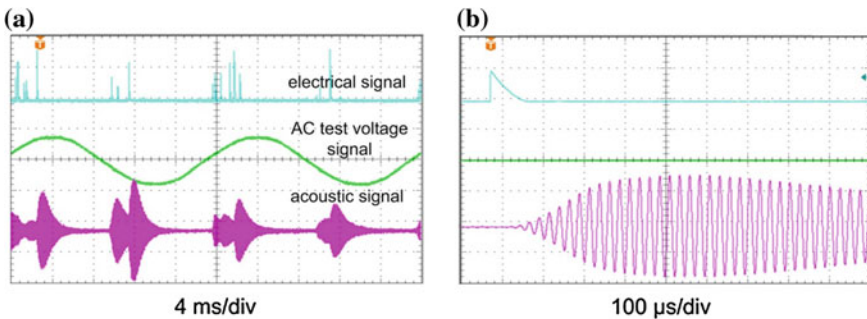 (a)
electrical signal
AC test voltage
signal
acoustic signal
4 ms/div
(b)
100 µs/div